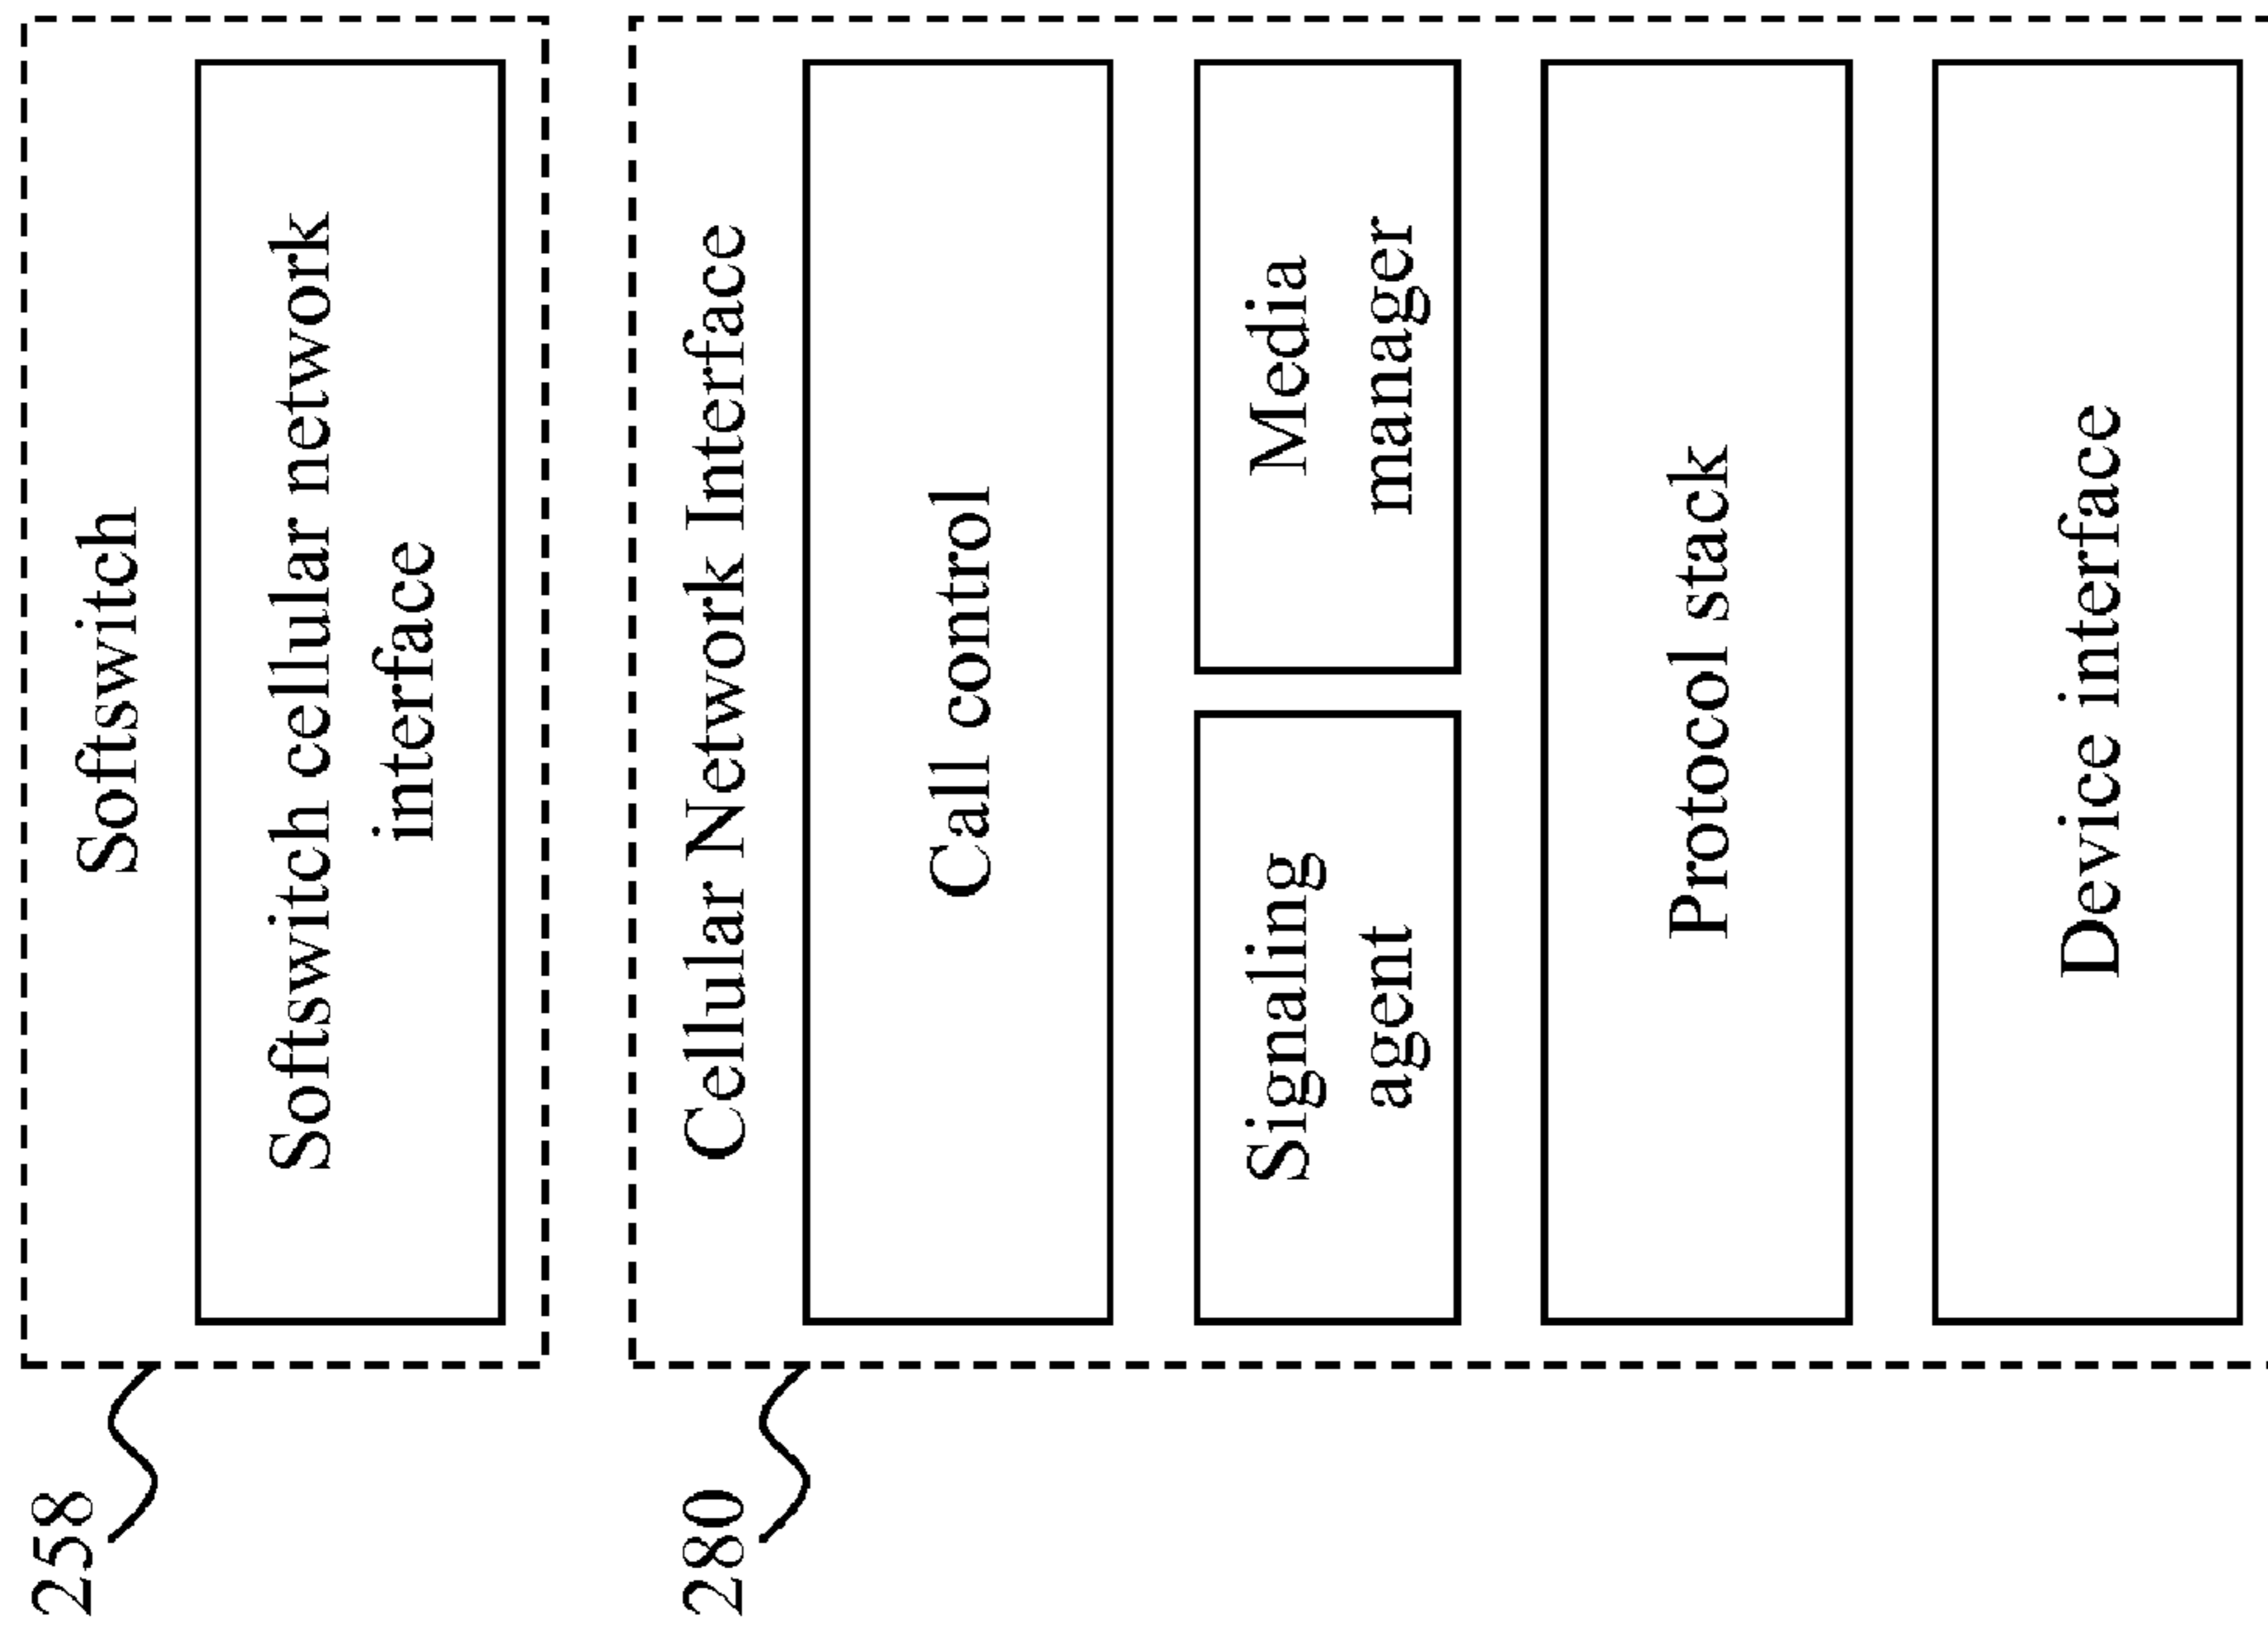 258
Softswitch
Softswitch cellular network
interface
280
Cellular Network Interface
Call control
Signaling
agent
Media
manager
Protocol stack
Device interface